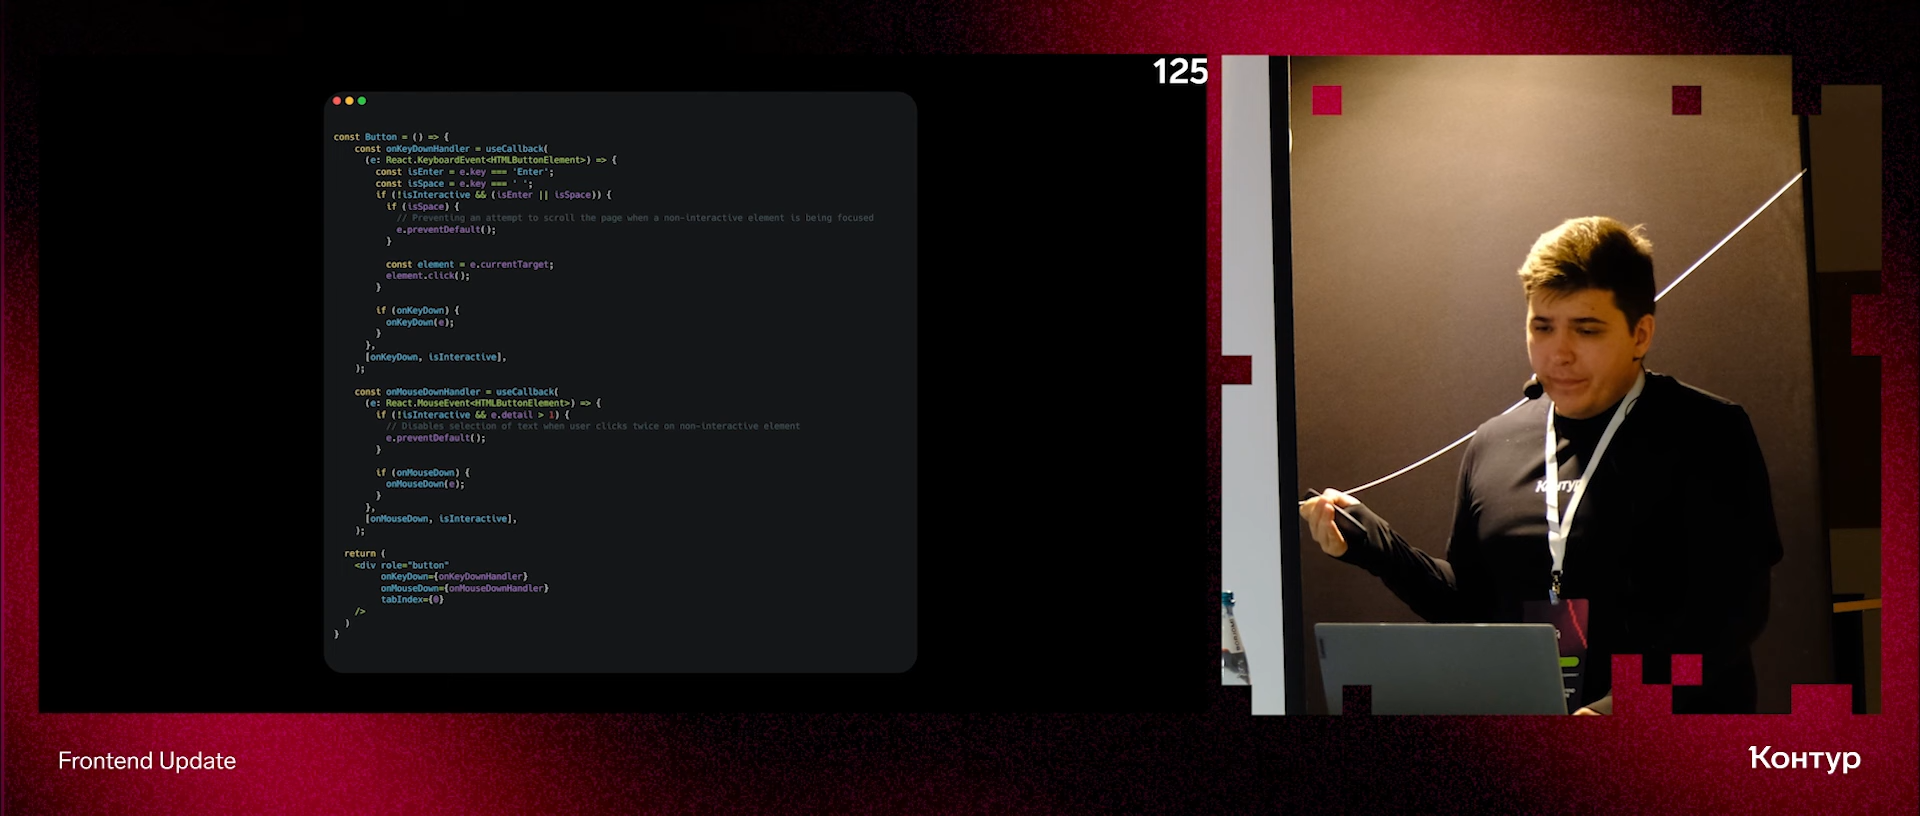 125
const Button = () => {
const onKeyDownHandler = useCallback(
(e: React.KeyboardEvent<HTMLButtonElement>) => {
const isEnter = e.key === 'Enter';
const isSpace = e.key === ' ';
if (!isInteractive && (isEnter || isSpace)) {
if (isSpace) {
// Preventing an attempt to scroll the page when a non-interactive element is being focused
e.preventDefault();
}
const element = e.currentTarget;
element.click();
}
if (onKeyDown) {
onKeyDown(e);
}
},
[onKeyDown, isInteractive],
);
const onMouseDownHandler = useCallback(
(e: React.MouseEvent<HTMLButtonElement>) => {
if (!isInteractive && e.detail > 1) {
// Disables selection of text when user clicks twice on non-interactive element
e.preventDefault();
}
if (onMouseDown) {
onMouseDown(e);
}
},
[onMouseDown, isInteractive],
);
return (
<div role="button"
onKeyDown={onKeyDownHandler}
onMouseDown={onMouseDownHandler}
tabIndex={0}
/>
)
}
Frontend Update
Контур